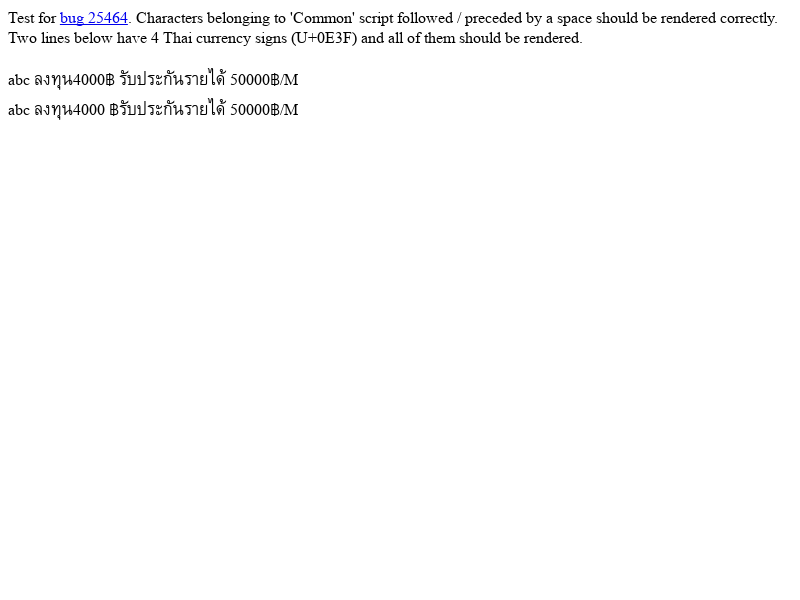 Test for bug 25464. Characters belonging to 'Common' script followed / preceded by a space should be rendered correctly.
Two lines below have 4 Thai currency signs (U+0E3F) and all of them should be rendered.
abc ลงทุน4000฿ รับประกันรายได้ 50000฿/M
abc ลงทุน4000 ฿รับประกันรายได้ 50000฿/M